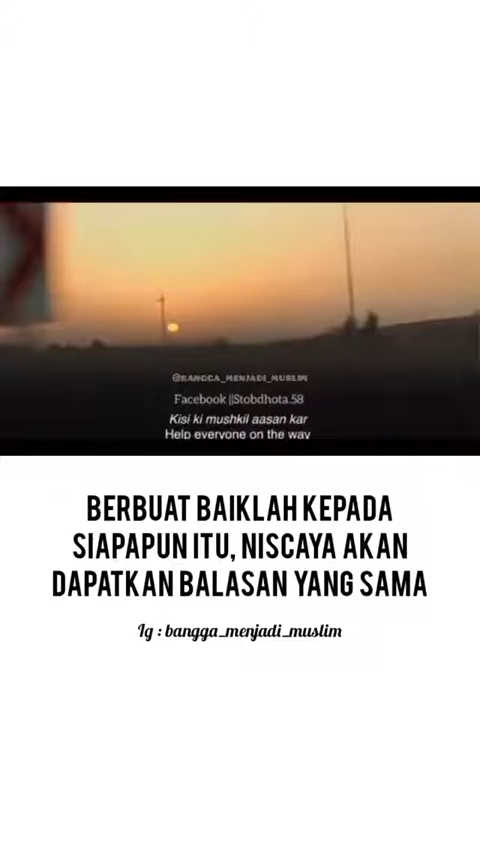 @BANGGA_MENJADI_MUSLIM
Facebook ||Stobdhota.58
Kisi ki mushkil aasan kar
Help everyone on the way
BERBUAT BAIKLAH KEPADA
SIAPAPUN ITU, NISCAYA AKAN
DAPATKAN BALASAN YANG SAMA
Ig : bangga_menjadi_muslim